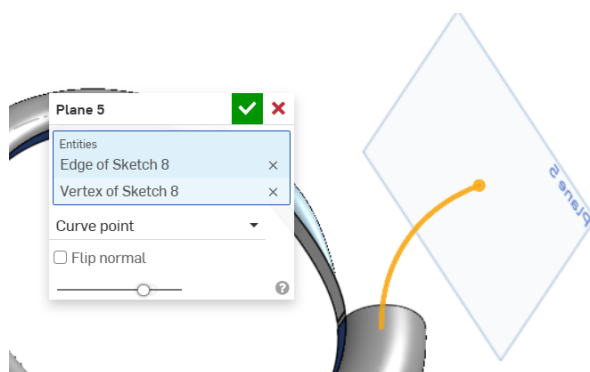 Plane 5
Entities
Edge of Sketch 8
Vertex of Sketch 8
Curve point
Flip normal
Plane 5